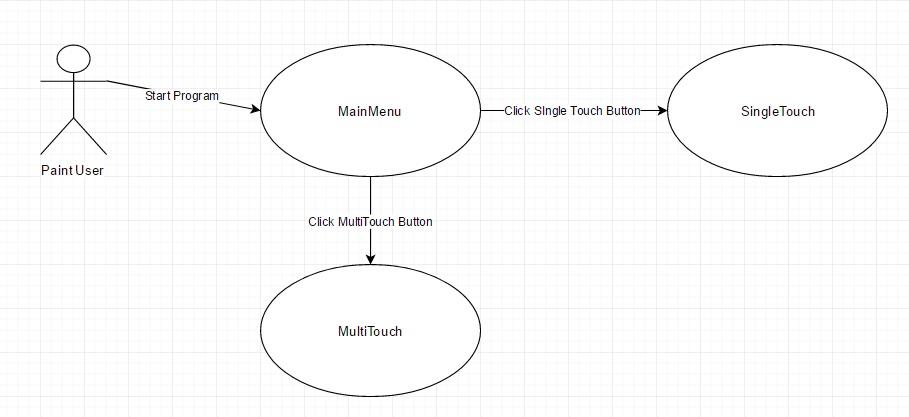 Start Program
MainMenu
Click SIngle Touch Button
SingleTouch
Paint User
Click MultiTouch Button
MultiTouch